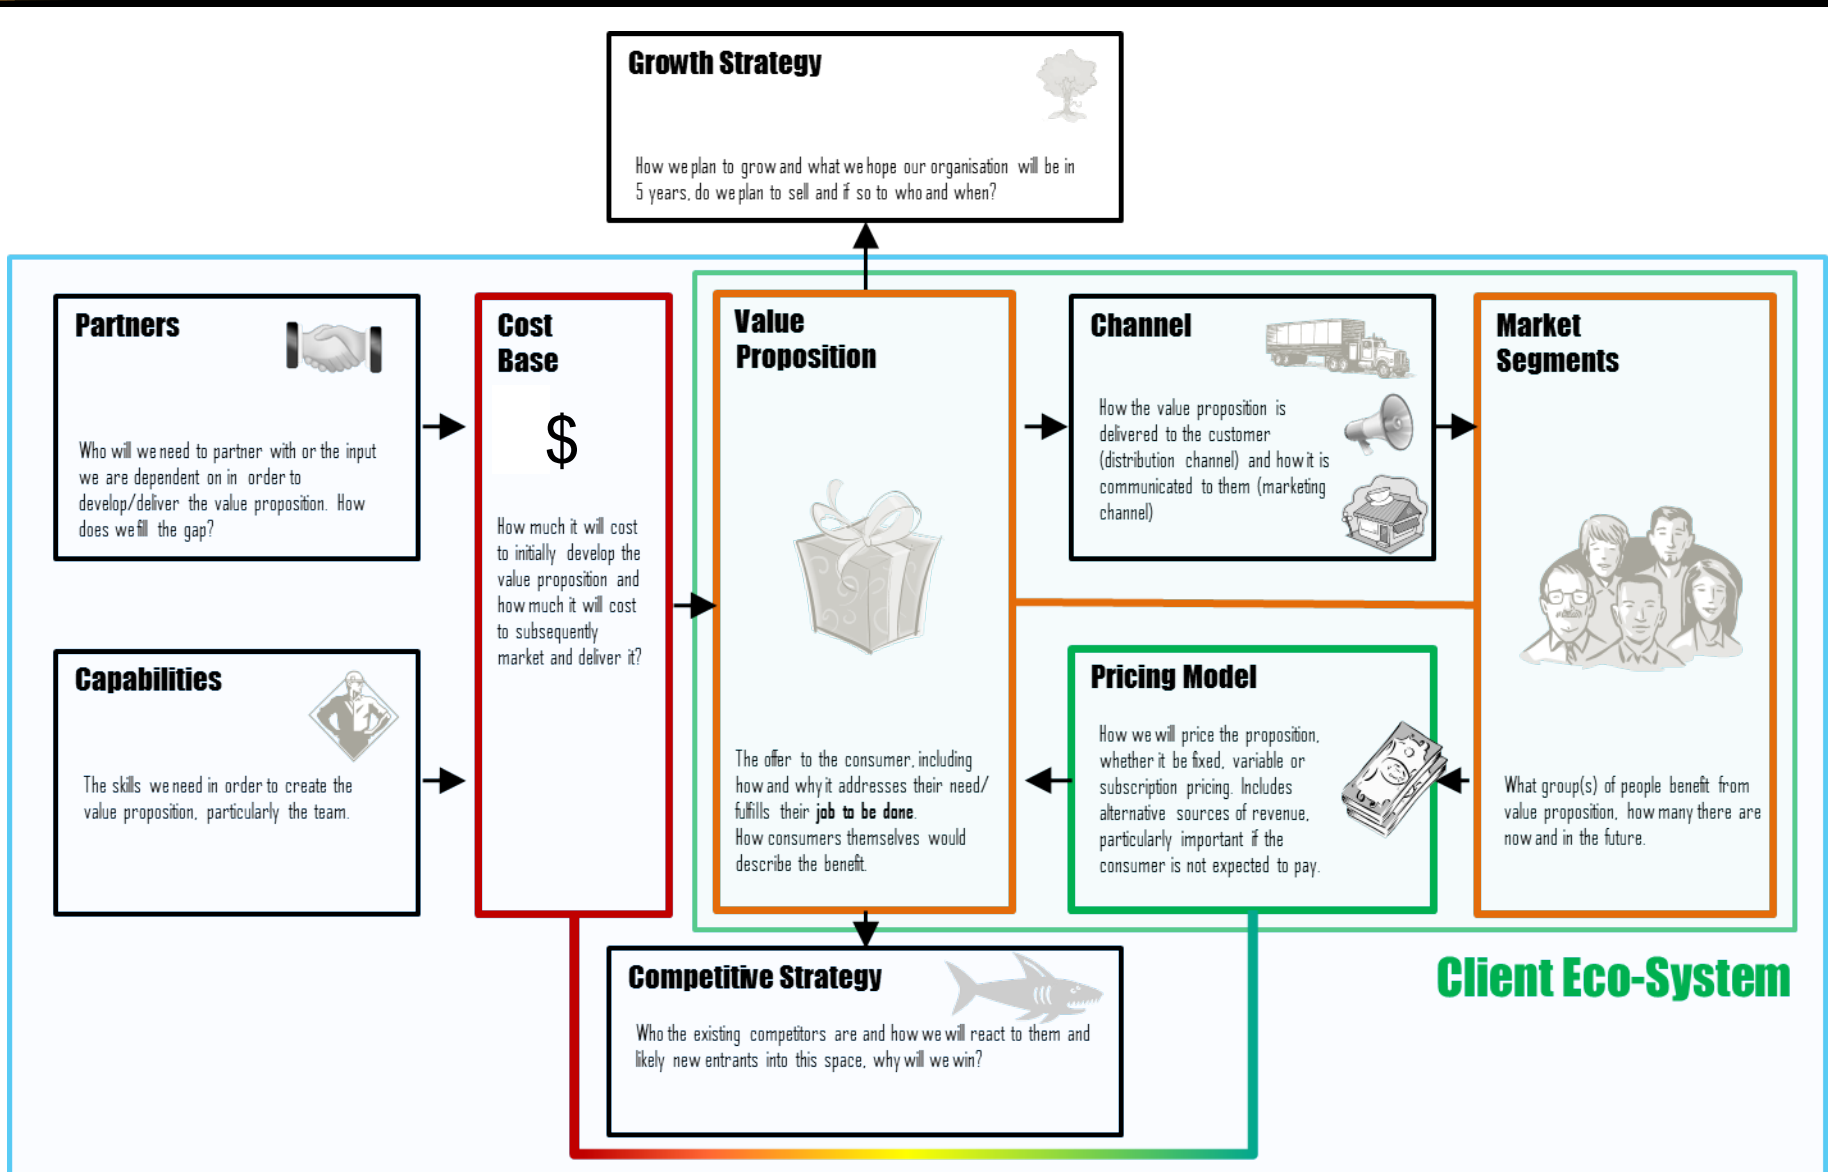 Growth Strategy
How we plan to grow and what we hope our organisation will be in
5 years, do we plan to sell and if so to who and when?
Partners
Who will we need to partner with or the input
we are dependent on in order to
develop/deliver the value proposition. How
does we fill the gap?
Capabilities
The skills we need in order to create the
value proposition, particularly the team.
Cost
Base
$
How much it will cost
to initially develop the
value proposition and
how much it will cost
to subsequently
market and deliver it?
Value
Proposition
The offer to the consumer, including
how and why it addresses their need/
fulfills their job to be done.
How consumers themselves would
describe the benefit.
Channel
How the value proposition is
delivered to the customer
(distribution channel) and how it is
communicated to them (marketing
channel)
Pricing Model
How we will price the proposition,
whether it be fixed, variable or
subscription pricing. Includes
alternative sources of revenue,
particularly important if the
consumer is not expected to pay.
Market
Segments
What group(s) of people benefit from
value proposition, how many there are
now and in the future.
Competitive Strategy
Who the existing competitors are and how we will react to them and
likely new entrants into this space, why will we win?
Client Eco-System